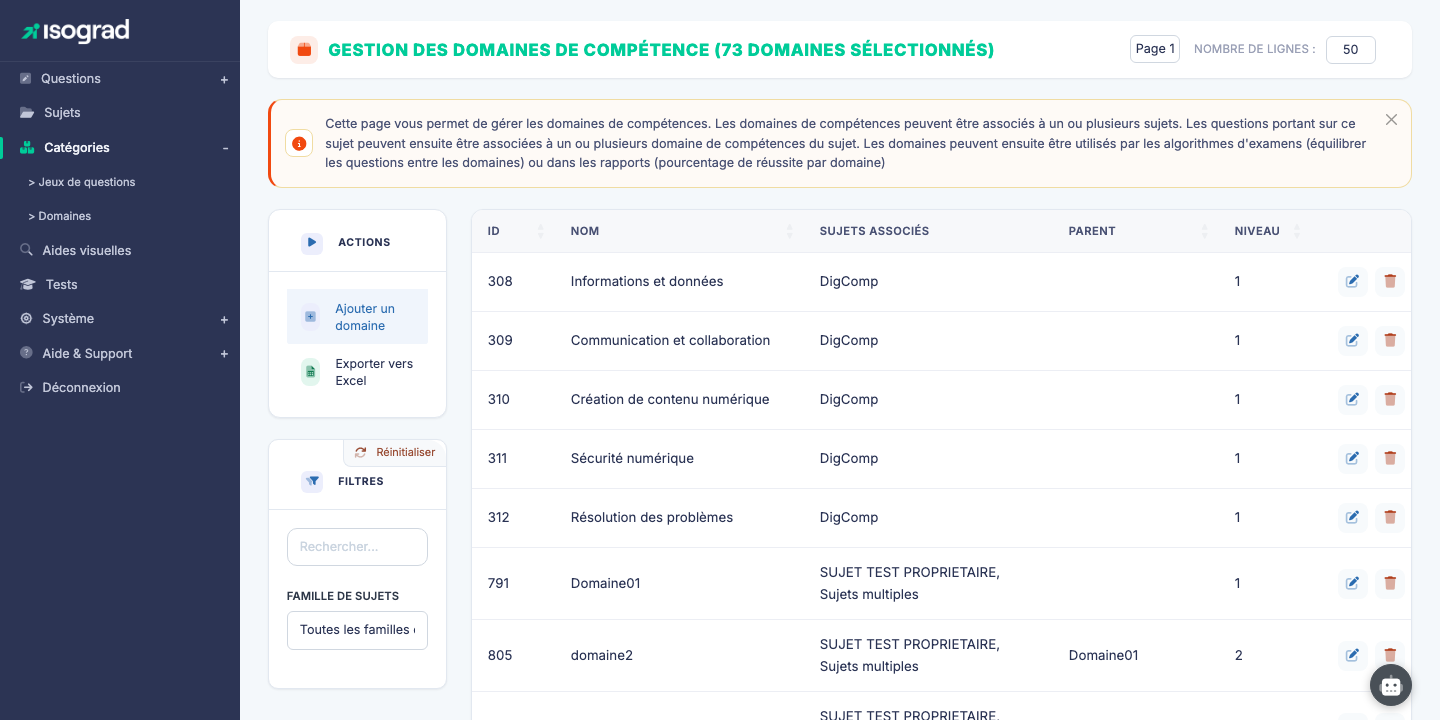 isograd
Questions +
Sujets
Catégories -
> Jeux de questions
> Domaines
Aides visuelles
Tests
Système +
Aide & Support +
Déconnexion
GESTION DES DOMAINES DE COMPÉTENCE (73 DOMAINES SÉLECTIONNÉS)
Page 1 NOMBRE DE LIGNES : 50
Cette page vous permet de gérer les domaines de compétences. Les domaines de compétences peuvent être associés à un ou plusieurs sujets. Les questions portant sur ce
sujet peuvent ensuite être associées à un ou plusieurs domaine de compétences du sujet. Les domaines peuvent ensuite être utilisés par les algorithmes d'examens (équilibrer
les questions entre les domaines) ou dans les rapports (pourcentage de réussite par domaine)
ACTIONS
Ajouter un
domaine
Exporter vers
Excel
Réinitialiser
FILTRES
Rechercher...
FAMILLE DE SUJETS
Toutes les familles
ID NOM SUJETS ASSOCIÉS PARENT NIVEAU
308 Informations et données DigComp 1
309 Communication et collaboration DigComp 1
310 Création de contenu numérique DigComp 1
311 Sécurité numérique DigComp 1
312 Résolution des problèmes DigComp 1
791 Domaine01 SUJET TEST PROPRIETAIRE, 1
Sujets multiples
805 domaine2 SUJET TEST PROPRIETAIRE, Domaine01 2
Sujets multiples
SUJET TEST PROPRIETAIRE,